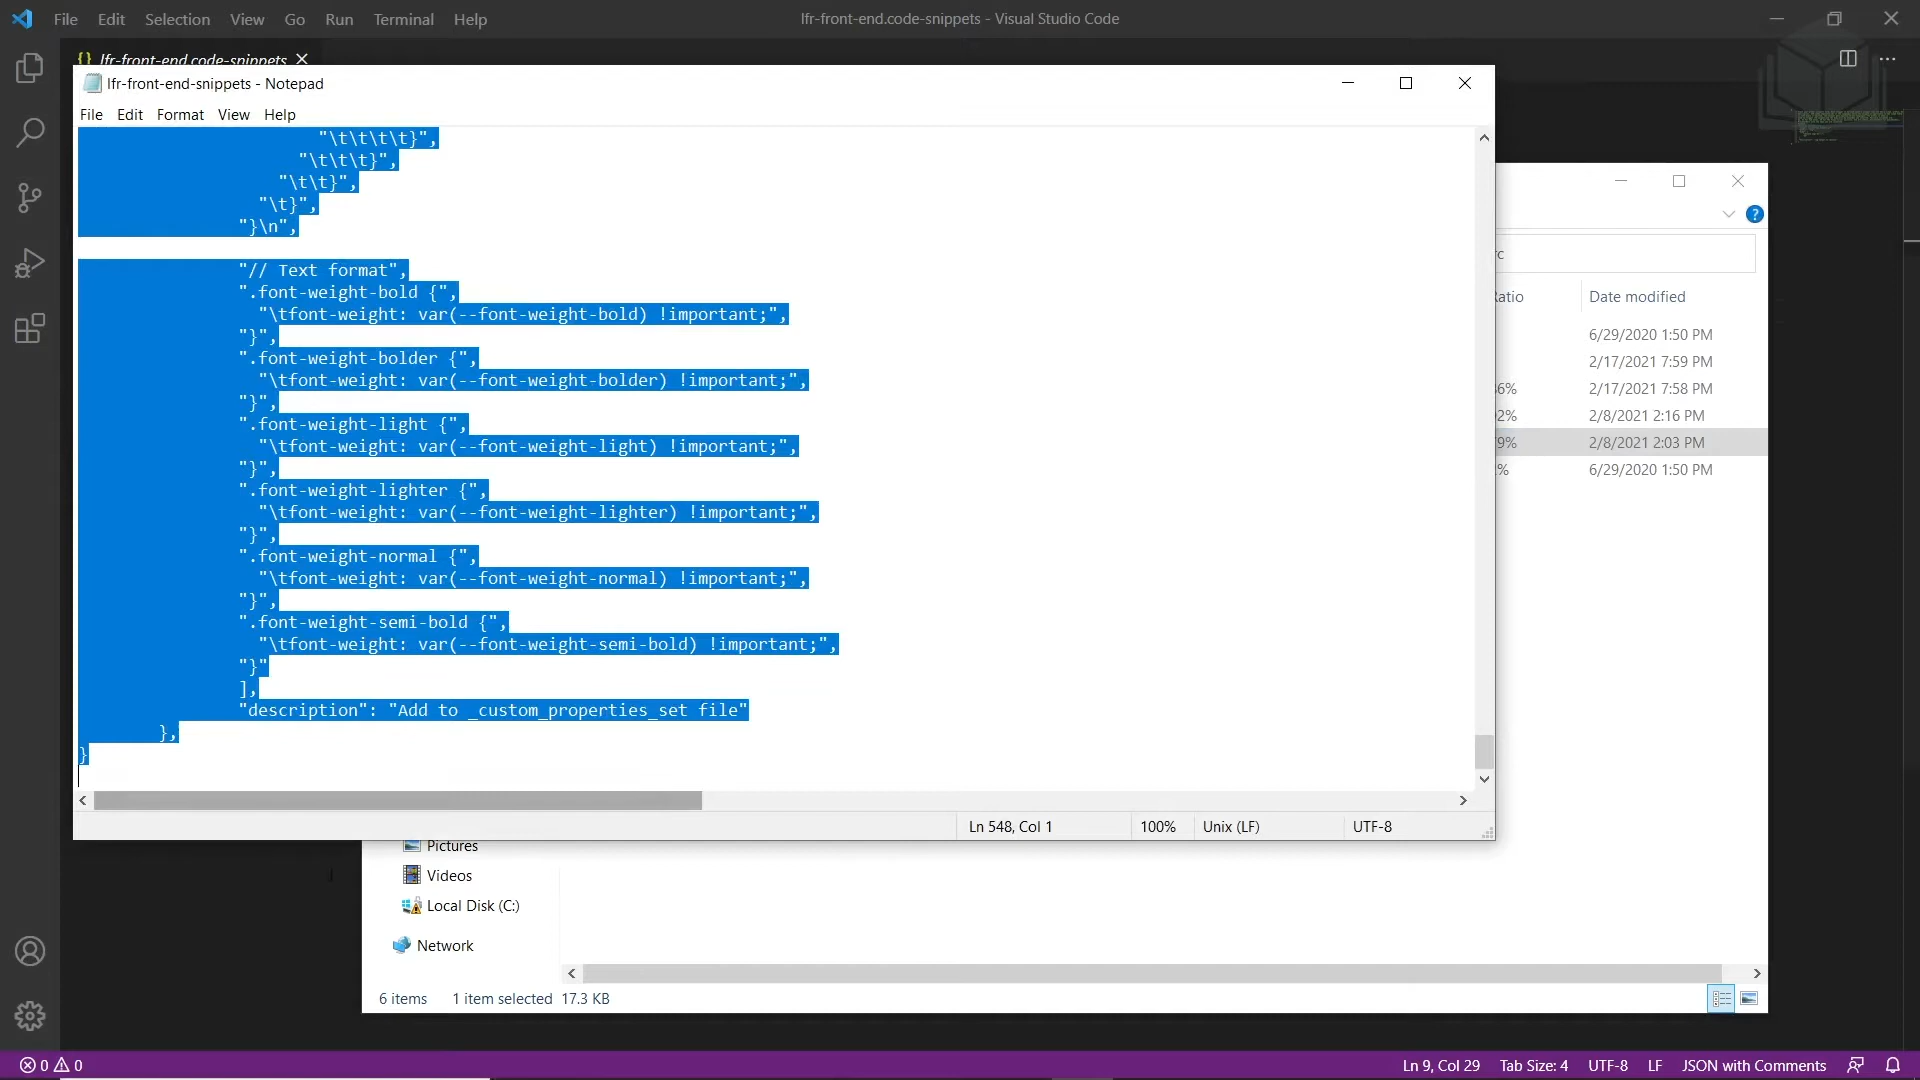 File Edit Selection View Go Run Terminal Help
lfr-front-end.code-snippets - Visual Studio Code
{} lfr-front-end.code-snippets
lfr-front-end-snippets - Notepad
File Edit Format View Help
"\t\t\t\t}",
"\t\t\t}",
"\t\t}",
"\t}",
"}\n",
"// Text format",
".font-weight-bold {",
"\tfont-weight: var(--font-weight-bold) !important;",
"}",
".font-weight-bolder {",
"\tfont-weight: var(--font-weight-bolder) !important;",
"}",
".font-weight-light {",
"\tfont-weight: var(--font-weight-light) !important;",
"}",
".font-weight-lighter {",
"\tfont-weight: var(--font-weight-lighter) !important;",
"}",
".font-weight-normal {",
"\tfont-weight: var(--font-weight-normal) !important;",
"}",
".font-weight-semi-bold {",
"\tfont-weight: var(--font-weight-semi-bold) !important;",
"}"
],
"description": "Add to _custom_properties_set file"
},
}
Ln 548, Col 1
100%
Unix (LF)
UTF-8
Date modified
6/29/2020 1:50 PM
2/17/2021 7:59 PM
2/17/2021 7:58 PM
2/8/2021 2:16 PM
2/8/2021 2:03 PM
6/29/2020 1:50 PM
Pictures
Videos
Local Disk (C:)
Network
6 items 1 item selected 17.3 KB
0 0
Ln 9, Col 29 Tab Size: 4 UTF-8 LF JSON with Comments